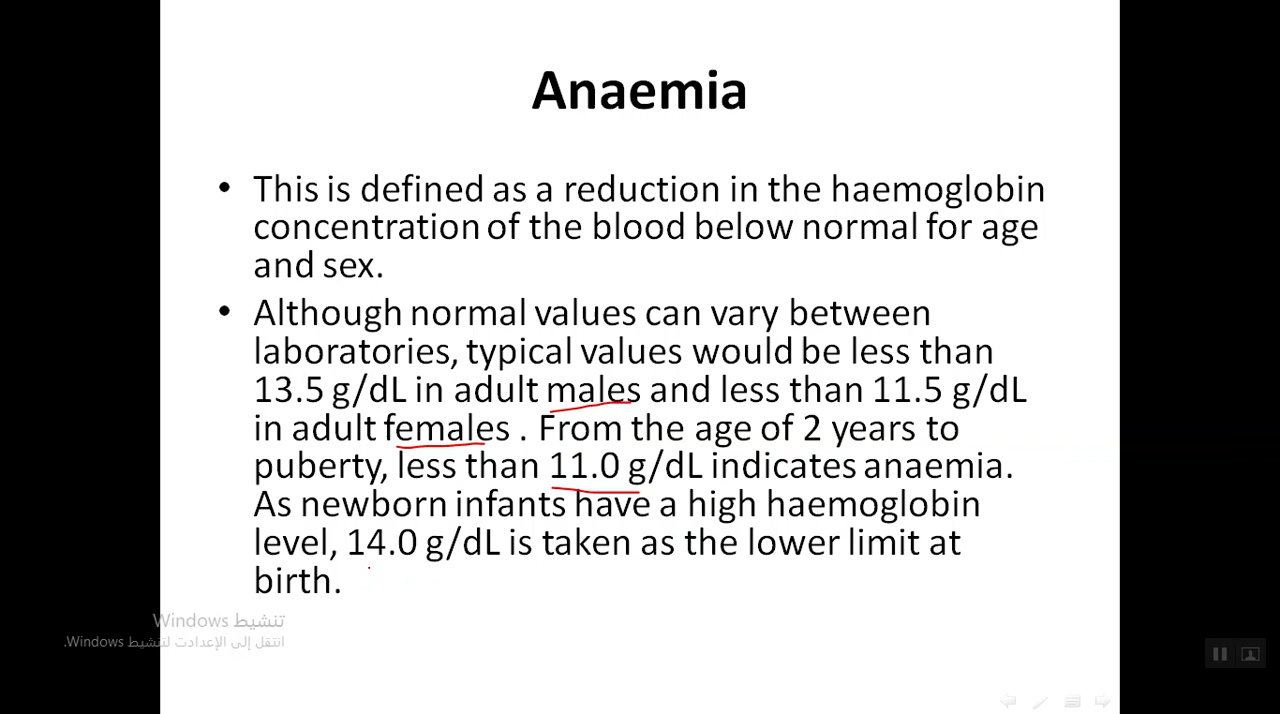 Anaemia
• This is defined as a reduction in the haemoglobin
concentration of the blood below normal for age
and sex.
• Although normal values can vary between
laboratories, typical values would be less than
13.5 g/dL in adult males and less than 11.5 g/dL
in adult females . From the age of 2 years to
puberty, less than 11.0 g/dL indicates anaemia.
As newborn infants have a high haemoglobin
level, 14.0 g/dL is taken as the lower limit at
birth.
تنشيط Windows
انتقل إلى الإعدادت لتنشيط Windows.